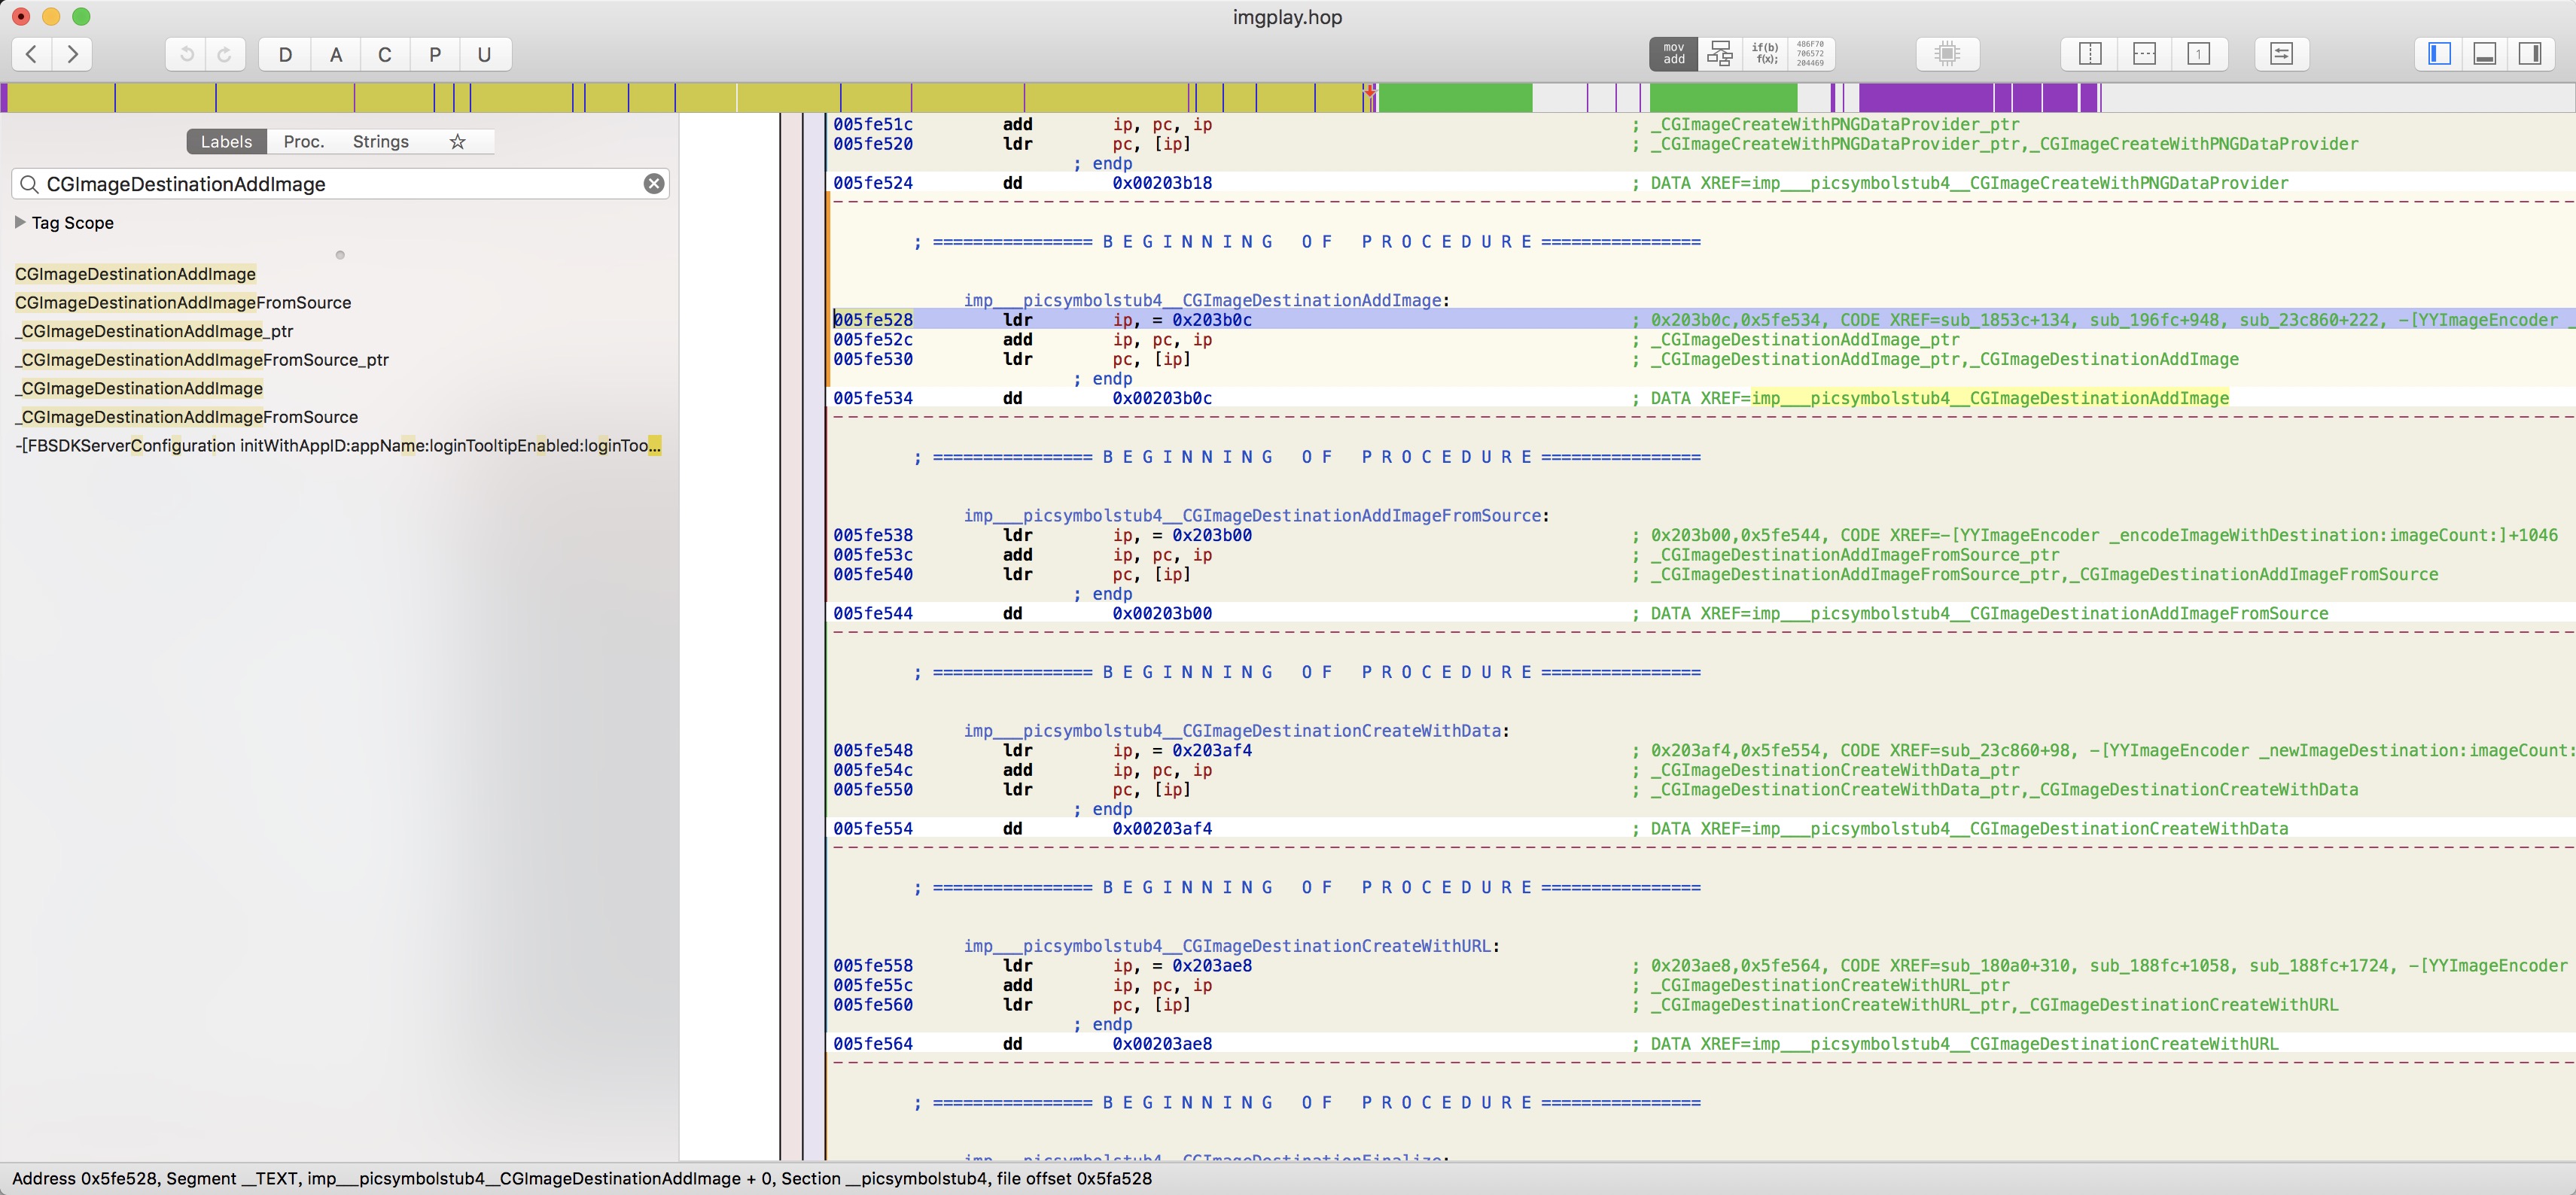 imgplay.hop
D A C P U
mov add
if(b) f(x);
486F70 706572 204469
1
Labels Proc. Strings
CGImageDestinationAddImage
Tag Scope
CGImageDestinationAddImage
CGImageDestinationAddImageFromSource
_CGImageDestinationAddImage_ptr
_CGImageDestinationAddImageFromSource_ptr
_CGImageDestinationAddImage
_CGImageDestinationAddImageFromSource
-[FBSDKServerConfiguration initWithAppID:appName:loginTooltipEnabled:loginToo...
005fe51c add ip, pc, ip ; _CGImageCreateWithPNGDataProvider_ptr
005fe520 ldr pc, [ip] ; _CGImageCreateWithPNGDataProvider_ptr,_CGImageCreateWithPNGDataProvider
; endp
005fe524 dd 0x00203b18 ; DATA XREF=imp___picsymbolstub4__CGImageCreateWithPNGDataProvider
; ================ B E G I N N I N G O F P R O C E D U R E ================
imp___picsymbolstub4__CGImageDestinationAddImage:
005fe528 ldr ip, = 0x203b0c ; 0x203b0c,0x5fe534, CODE XREF=sub_1853c+134, sub_196fc+948, sub_23c860+222, -[YYImageEncoder _
005fe52c add ip, pc, ip ; _CGImageDestinationAddImage_ptr
005fe530 ldr pc, [ip] ; _CGImageDestinationAddImage_ptr,_CGImageDestinationAddImage
; endp
005fe534 dd 0x00203b0c ; DATA XREF=imp___picsymbolstub4__CGImageDestinationAddImage
; ================ B E G I N N I N G O F P R O C E D U R E ================
imp___picsymbolstub4__CGImageDestinationAddImageFromSource:
005fe538 ldr ip, = 0x203b00 ; 0x203b00,0x5fe544, CODE XREF=-[YYImageEncoder _encodeImageWithDestination:imageCount:]+1046
005fe53c add ip, pc, ip ; _CGImageDestinationAddImageFromSource_ptr
005fe540 ldr pc, [ip] ; _CGImageDestinationAddImageFromSource_ptr,_CGImageDestinationAddImageFromSource
; endp
005fe544 dd 0x00203b00 ; DATA XREF=imp___picsymbolstub4__CGImageDestinationAddImageFromSource
; ================ B E G I N N I N G O F P R O C E D U R E ================
imp___picsymbolstub4__CGImageDestinationCreateWithData:
005fe548 ldr ip, = 0x203af4 ; 0x203af4,0x5fe554, CODE XREF=sub_23c860+98, -[YYImageEncoder _newImageDestination:imageCount:
005fe54c add ip, pc, ip ; _CGImageDestinationCreateWithData_ptr
005fe550 ldr pc, [ip] ; _CGImageDestinationCreateWithData_ptr,_CGImageDestinationCreateWithData
; endp
005fe554 dd 0x00203af4 ; DATA XREF=imp___picsymbolstub4__CGImageDestinationCreateWithData
; ================ B E G I N N I N G O F P R O C E D U R E ================
imp___picsymbolstub4__CGImageDestinationCreateWithURL:
005fe558 ldr ip, = 0x203ae8 ; 0x203ae8,0x5fe564, CODE XREF=sub_180a0+310, sub_188fc+1058, sub_188fc+1724, -[YYImageEncoder
005fe55c add ip, pc, ip ; _CGImageDestinationCreateWithURL_ptr
005fe560 ldr pc, [ip] ; _CGImageDestinationCreateWithURL_ptr,_CGImageDestinationCreateWithURL
; endp
005fe564 dd 0x00203ae8 ; DATA XREF=imp___picsymbolstub4__CGImageDestinationCreateWithURL
; ================ B E G I N N I N G O F P R O C E D U R E ================
imp___picsymbolstub4__CGImageDestinationFinalize:
Address 0x5fe528, Segment __TEXT, imp___picsymbolstub4__CGImageDestinationAddImage + 0, Section __picsymbolstub4, file offset 0x5fa528